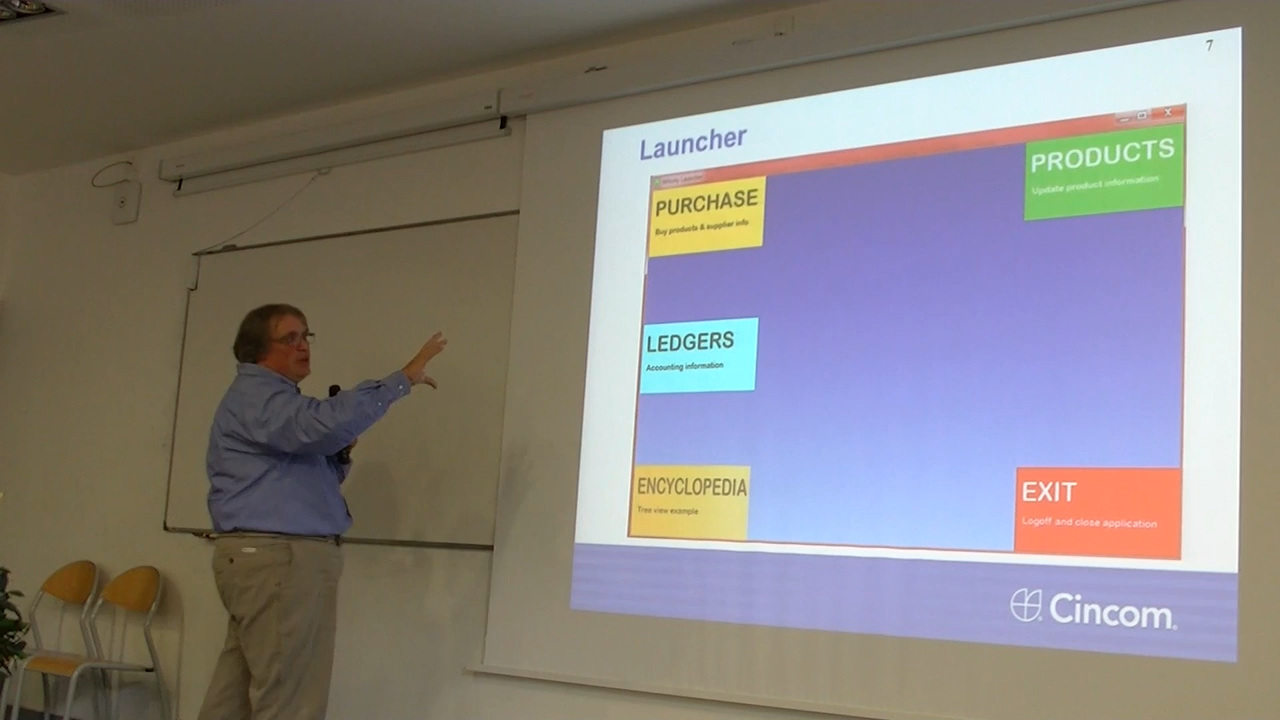 7
Launcher
PURCHASE
Buy products & supplier info
PRODUCTS
Update product information
LEDGERS
Accounting information
ENCYCLOPEDIA
Tree view example
EXIT
Logoff and close application
Cincom